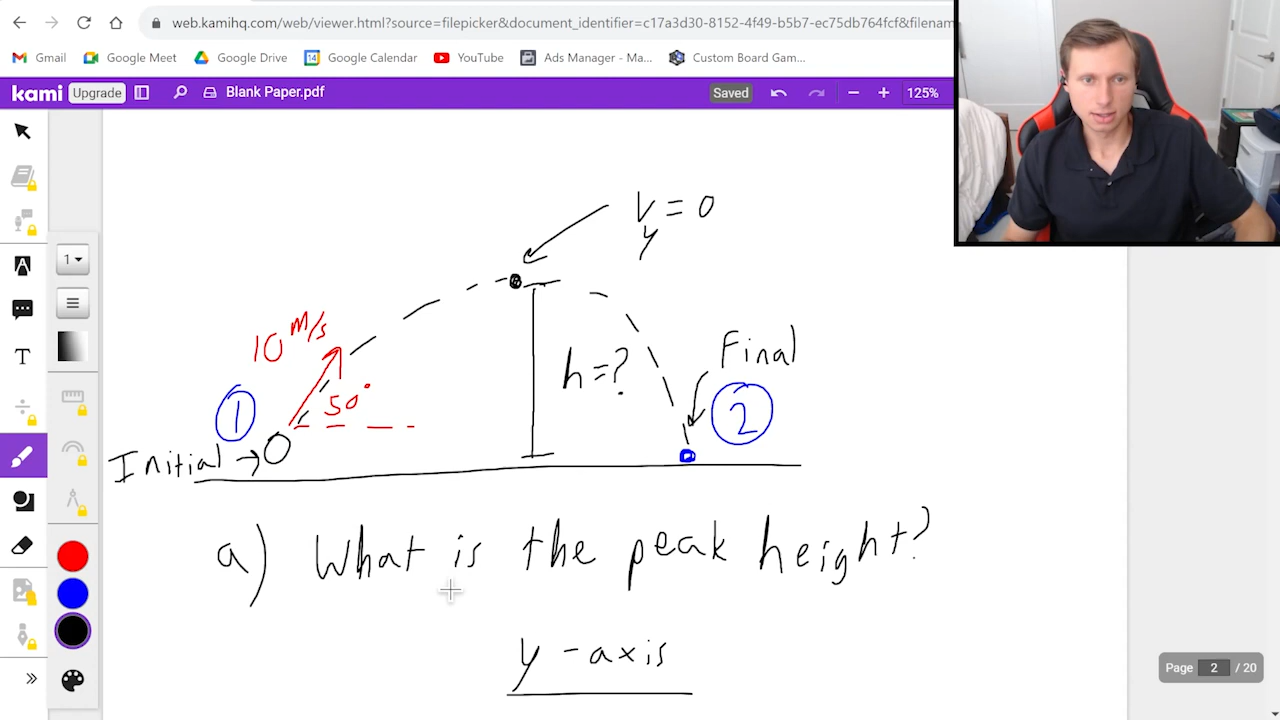 web.kamihq.com/web/viewer.html?source=filepicker&document_identifier=c17a3d30-8152-4f49-b5b7-ec75db764fcf&filenam
Gmail Google Meet Google Drive Google Calendar YouTube Ads Manager - Ma... Custom Board Gam...
kami Upgrade Blank Paper.pdf Saved 125%
1
T
v_y = 0
10 m/s
50°
h = ?
Final
1
2
Initial
a) What is the peak height?
y-axis
Page 2 / 20